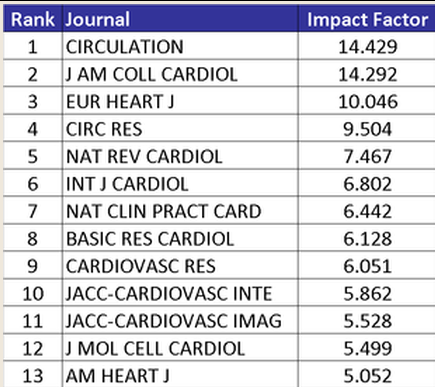 Rank Journal Impact Factor
1 CIRCULATION 14.429
2 J AM COLL CARDIOL 14.292
3 EUR HEART J 10.046
4 CIRC RES 9.504
5 NAT REV CARDIOL 7.467
6 INT J CARDIOL 6.802
7 NAT CLIN PRACT CARD 6.442
8 BASIC RES CARDIOL 6.128
9 CARDIOVASC RES 6.051
10 JACC-CARDIOVASC INTE 5.862
11 JACC-CARDIOVASC IMAG 5.528
12 J MOL CELL CARDIOL 5.499
13 AM HEART J 5.052